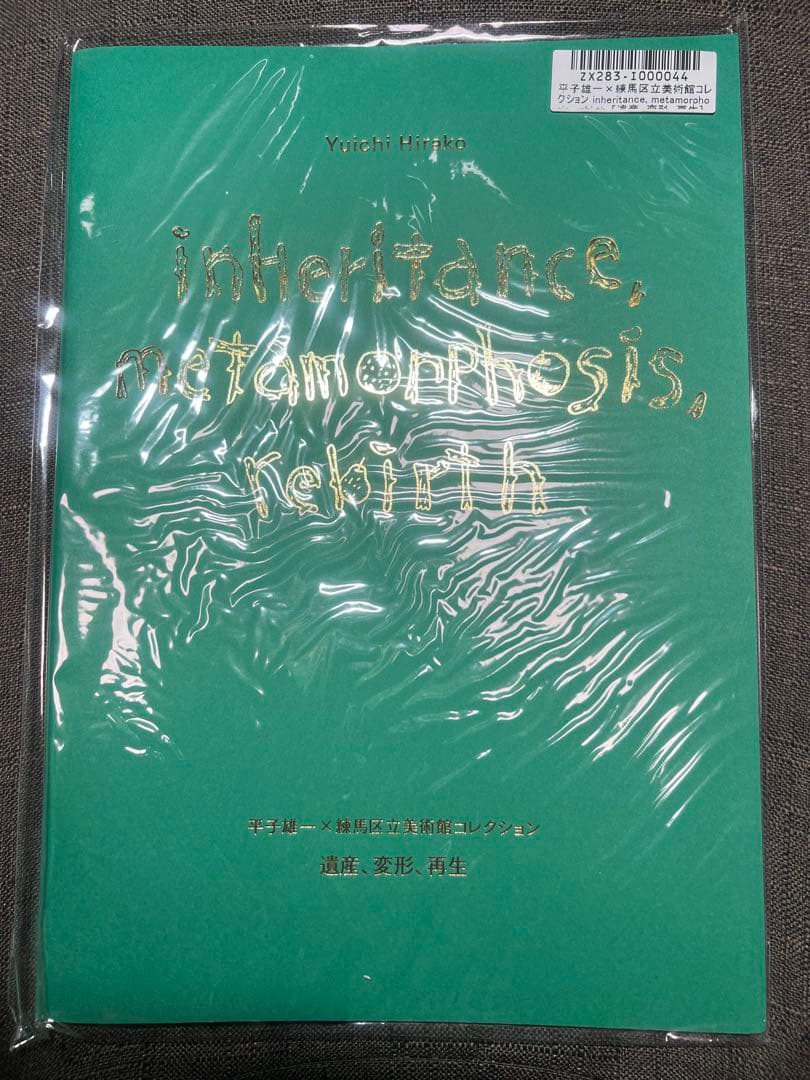 ZX283-I000044
平子雄一×練馬区立美術館コレ
クション inheritance, metamorpho
Yuichi Hirako
inheritance,
metamorphosis,
rebirth
平子雄一×練馬区立美術館コレクション
遺産、変形、再生